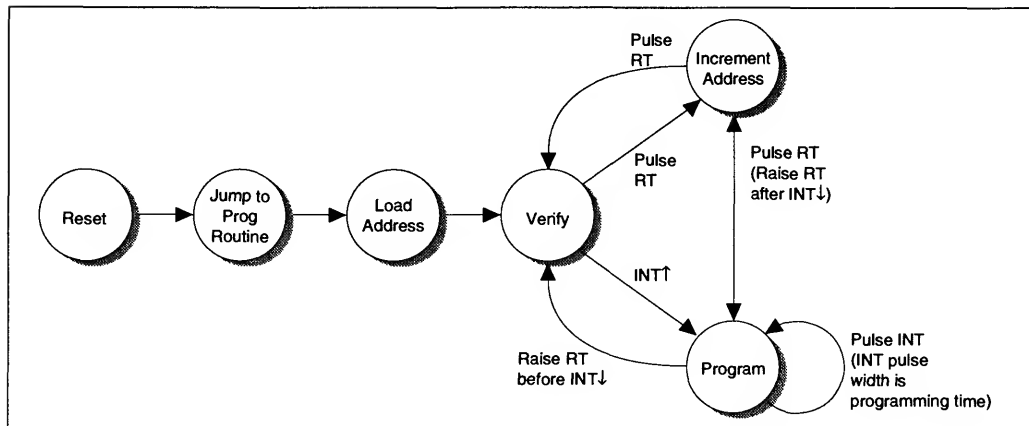 Pulse
RT
Increment
Address
Pulse
RT
Pulse RT
(Raise RT
after INT↓)
Reset
Jump to
Prog
Routine
Load
Address
Verify
INT↑
Raise RT
before INT↓
Program
Pulse INT
(INT pulse
width is
programming time)